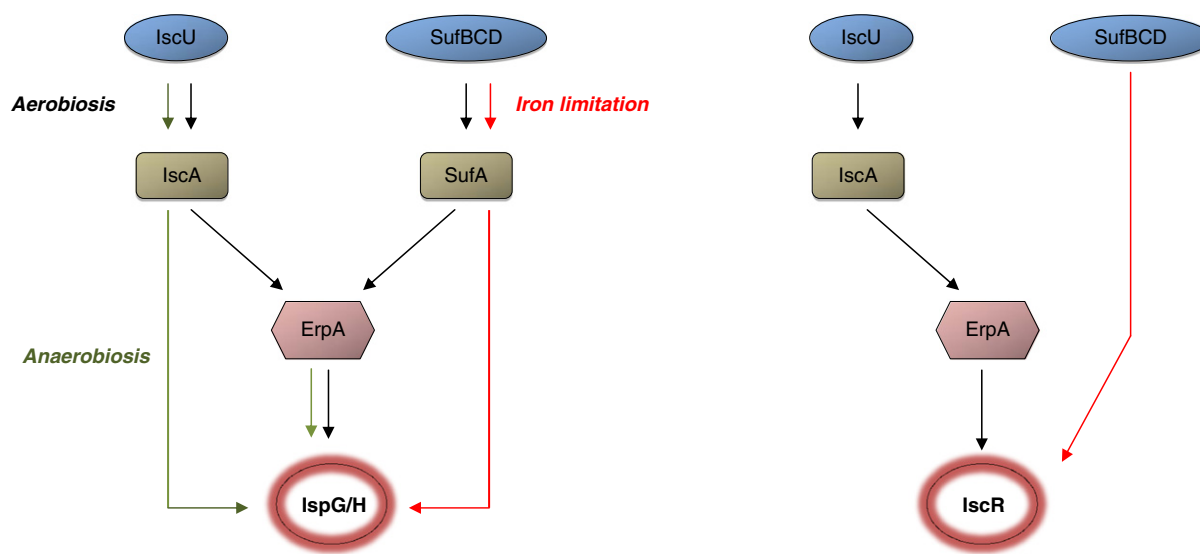 IscU
SufBCD
IscU
SufBCD
Aerobiosis
Iron limitation
IscA
SufA
IscA
ErpA
ErpA
Anaerobiosis
IspG/H
IscR